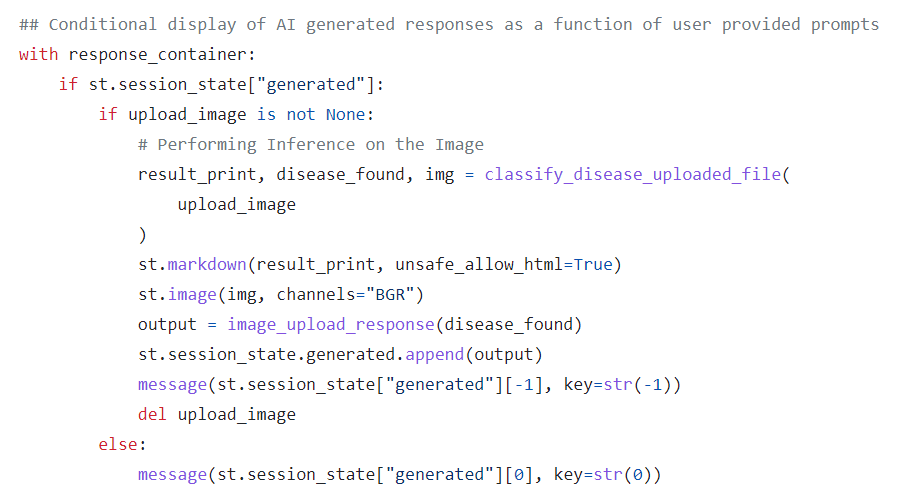 ## Conditional display of AI generated responses as a function of user provided prompts
with response_container:
    if st.session_state["generated"]:
        if upload_image is not None:
            # Performing Inference on the Image
            result_print, disease_found, img = classify_disease_uploaded_file(
                upload_image
            )
            st.markdown(result_print, unsafe_allow_html=True)
            st.image(img, channels="BGR")
            output = image_upload_response(disease_found)
            st.session_state.generated.append(output)
            message(st.session_state["generated"][-1], key=str(-1))
            del upload_image
        else:
            message(st.session_state["generated"][0], key=str(0))